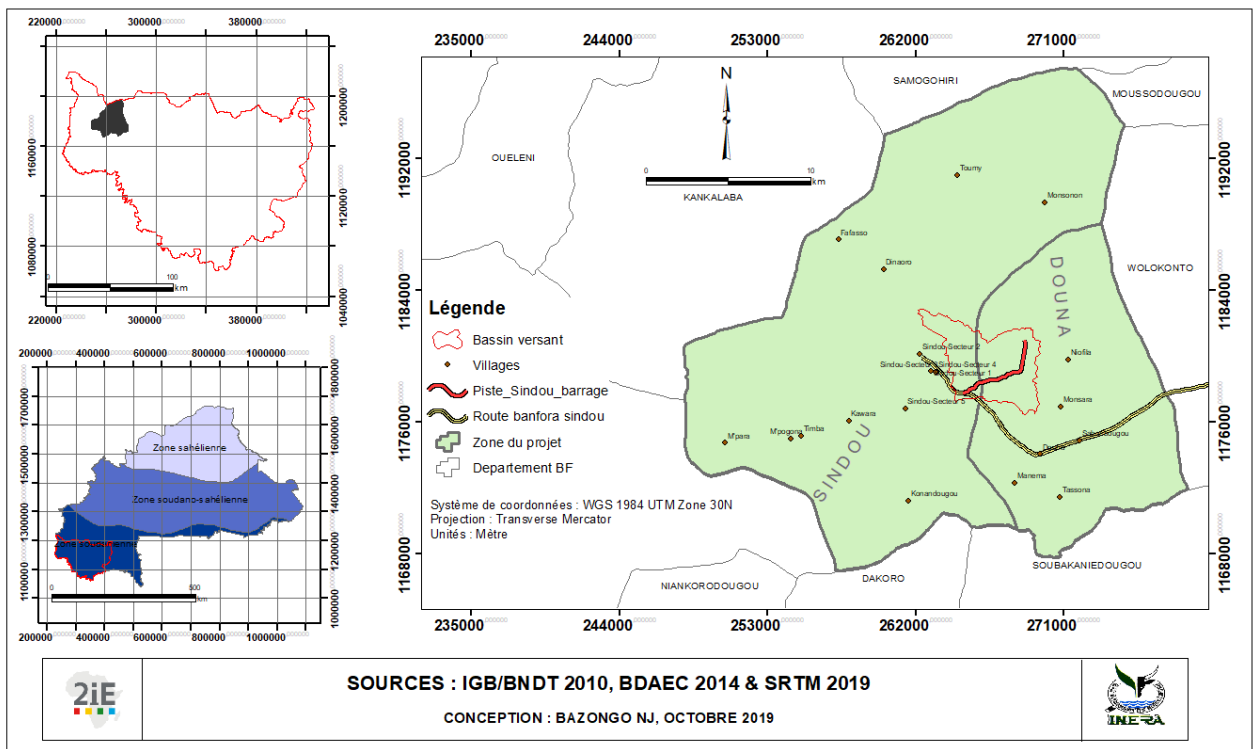 220000 300000 380000
1200000
1160000
1120000
1080000
1040000
0 100
km
220000 300000 380000
200000 400000 600000 800000 1000000
1800000
1700000
1600000
1500000
1400000
1300000
1200000
1100000
1000000
Zone sahélienne
Zone soudano-sahélienne
0 500
km
200000 400000 600000 800000 1000000
235000 244000 253000 262000 271000
1192000 1192000
1184000 1184000
1176000 1176000
1168000 1168000
N
0 10
km
SAMOGOHIRI
MOUSSODOUGOU
OUELENI
KANKALABA
WOLOKONTO
Toumy
Monsonon
Fafasso
Dinaoro
DOUNA
Sindou-Secteur 2
Niofila
Sindou-Secteur 4
Sindou-Secteur 1
Sindou-Secteur 5
Monsara
Kawara
M'para
M'pogona
Timba
SINDOU
Manema
Tassona
Konandougou
NIANKORODOUGOU
DAKORO
SOUBAKANIEDOUGOU
235000 244000 253000 262000 271000
Légende
Bassin versant
Villages
Piste_Sindou_barrage
Route banfora sindou
Zone du projet
Departement BF
Système de coordonnées : WGS 1984 UTM Zone 30N
Projection : Transverse Mercator
Unités : Mètre
2iE
SOURCES : IGB/BNDT 2010, BDAEC 2014 & SRTM 2019
CONCEPTION : BAZONGO NJ, OCTOBRE 2019
INERA